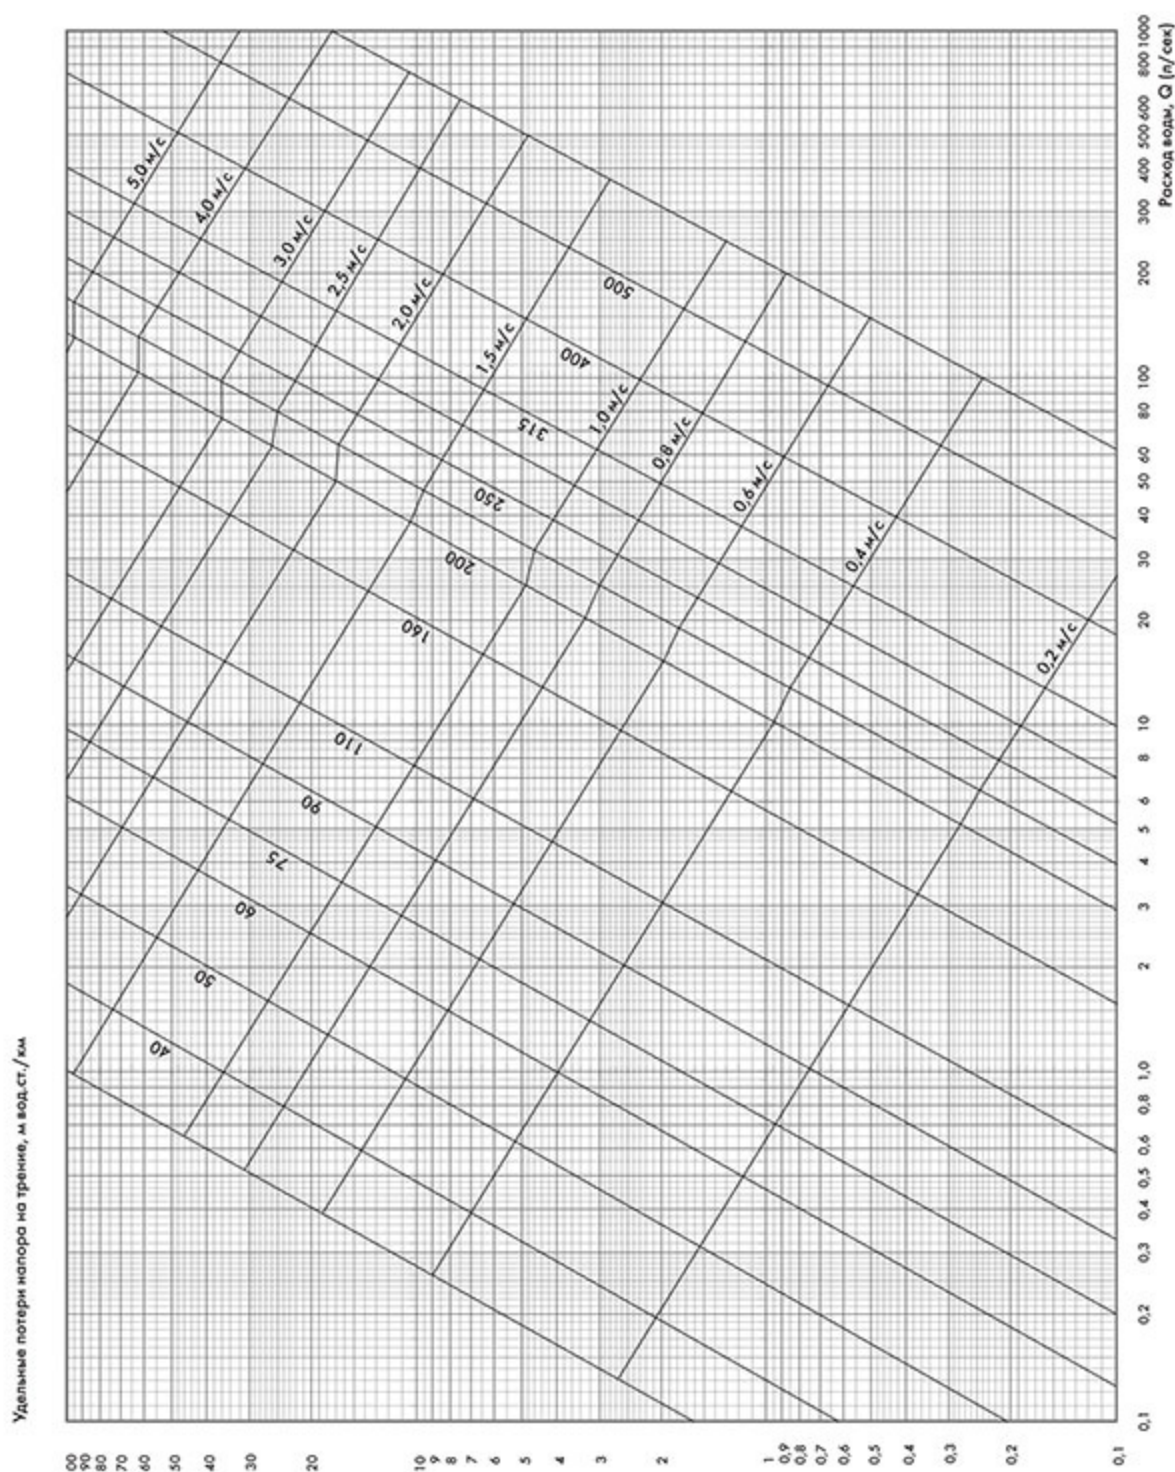 Удельные потери напора на трение, м вод.ст./км
00
90
80
70
60
50
40
30
20
10
9
8
7
6
5
4
3
2
1
0,9
0,8
0,7
0,6
0,5
0,4
0,3
0,2
0,1
5,0 м/с
4,0 м/с
3,0 м/с
2,5 м/с
2,0 м/с
1,5 м/с
1,0 м/с
0,8 м/с
0,6 м/с
0,4 м/с
0,2 м/с
40
50
60
75
90
110
160
200
250
315
400
500
0,1 0,2 0,3 0,4 0,5 0,6 0,8 1,0 2 3 4 5 6 8 10 20 30 40 50 60 80 100 200 300 400 500 600 800 1000
Расход воды, Q (л/сек)